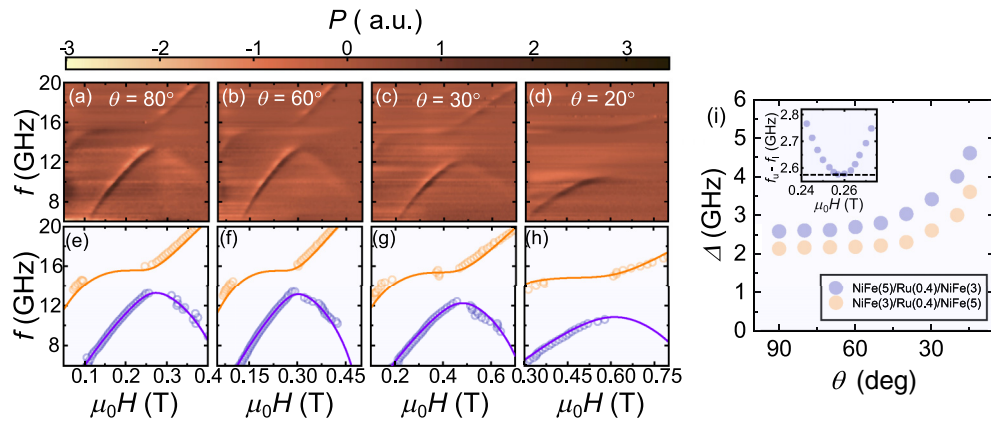 P ( a.u.)
-3 -2 -1 0 1 2 3
20
16
12
8
f (GHz)
(a) θ = 80°
(b) θ = 60°
(c) θ = 30°
(d) θ = 20°
20
16
12
8
f (GHz)
(e)
(f)
(g)
(h)
0.1 0.2 0.3 0.4
0.15 0.30 0.45
0.2 0.4 0.6
0.30 0.45 0.60 0.75
μ₀H (T)
μ₀H (T)
μ₀H (T)
μ₀H (T)
(i)
6
5
4
3
2
1
0
Δ (GHz)
2.8
2.7
2.6
fᵤ - fₗ (GHz)
0.24 0.26
μ₀H (T)
NiFe(5)/Ru(0.4)/NiFe(3)
NiFe(3)/Ru(0.4)/NiFe(5)
90 60 30
θ (deg)